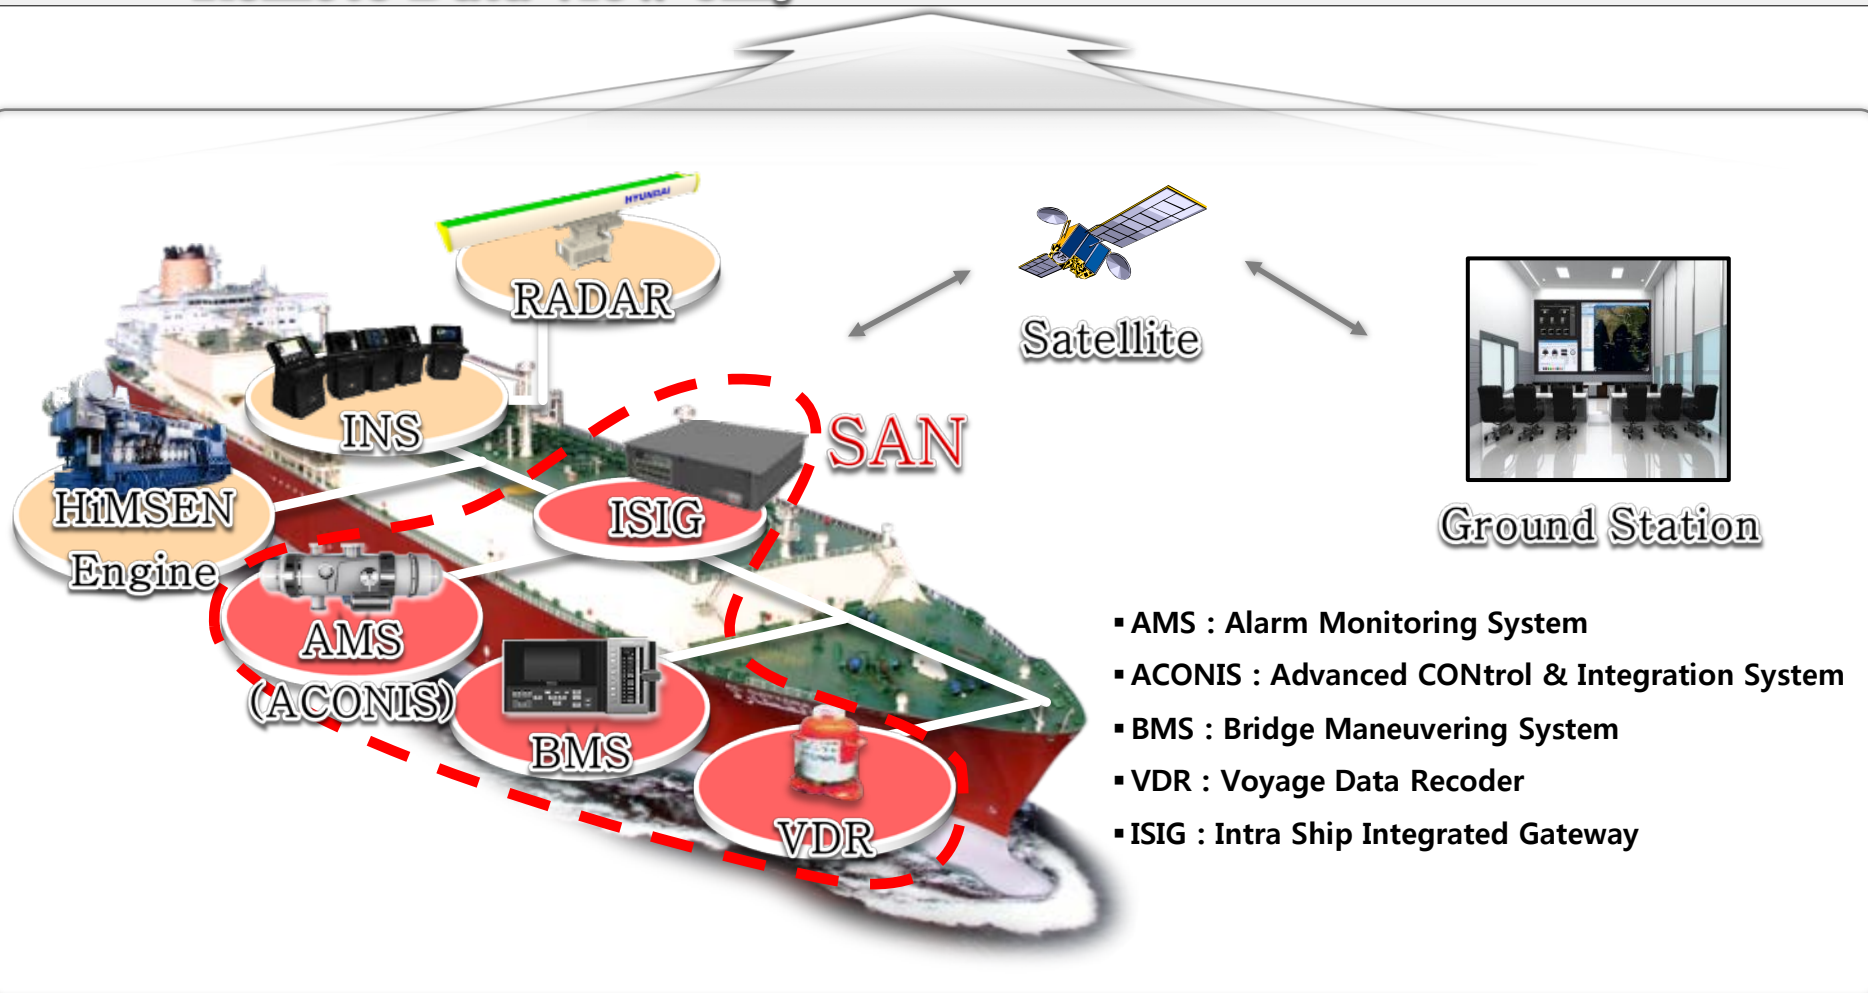 HYUNDAI
RADAR
Satellite
INS
SAN
HiMSEN
Engine
ISIG
Ground Station
AMS
(ACONIS)
BMS
VDR
▪ AMS : Alarm Monitoring System
▪ ACONIS : Advanced CONtrol & Integration System
▪ BMS : Bridge Maneuvering System
▪ VDR : Voyage Data Recoder
▪ ISIG : Intra Ship Integrated Gateway